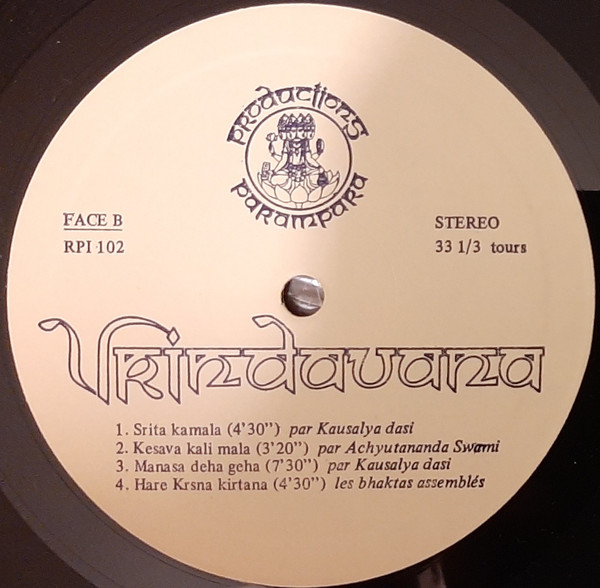 Productions
Parampara
FACE B
RPI 102
STEREO
33 1/3 tours
Vrindavana
1. Srita kamala (4'30'') par Kausalya dasi
2. Kesava kali mala (3'20'') par Achyutananda Swami
3. Manasa deha geha (7'30'') par Kausalya dasi
4. Hare Krsna kirtana (4'30'') les bhaktas assemblés